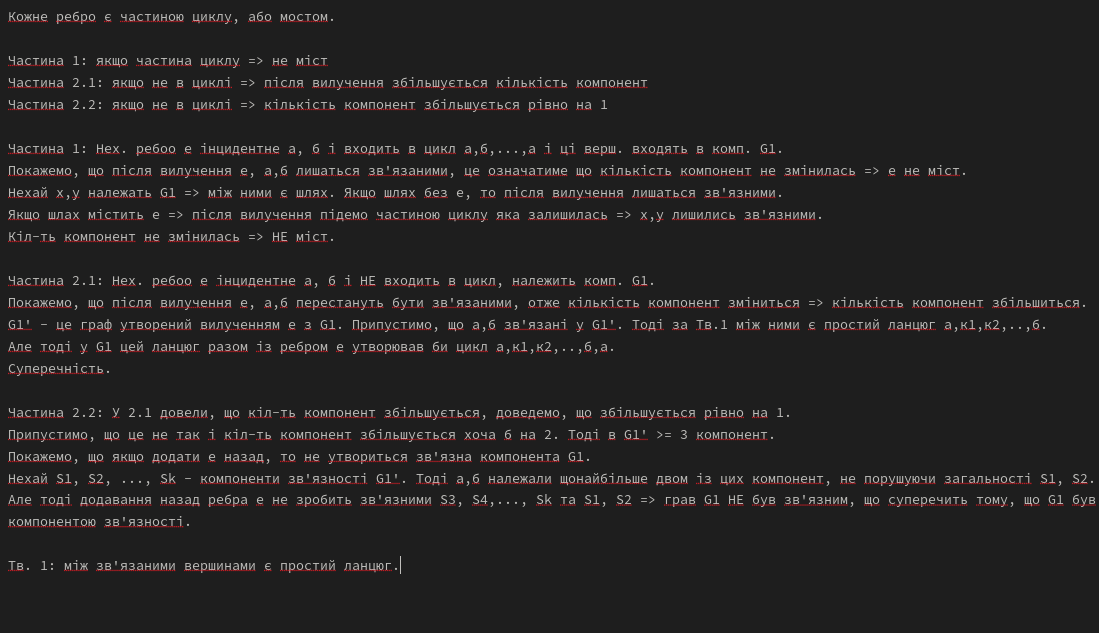 Кожне ребро є частиною циклу, або мостом.
Частина 1: якщо частина циклу => не міст
Частина 2.1: якщо не в циклі => після вилучення збільшується кількість компонент
Частина 2.2: якщо не в циклі => кількість компонент збільшується рівно на 1
Частина 1: Нех. ребоо е інцидентне а, б і входить в цикл а,б,...,а і ці верш. входять в комп. G1.
Покажемо, що після вилучення е, а,б лишаться зв'язаними, це означатиме що кількість компонент не змінилась => е не міст.
Нехай х,у належать G1 => між ними є шлях. Якщо шлях без е, то після вилучення лишаться зв'язними.
Якщо шлах містить е => після вилучення підемо частиною циклу яка залишилась => х,у лишились зв'язними.
Кіл-ть компонент не змінилась => НЕ міст.
Частина 2.1: Нех. ребоо е інцидентне а, б і НЕ входить в цикл, належить комп. G1.
Покажемо, що після вилучення е, а,б перестануть бути зв'язаними, отже кількість компонент зміниться => кількість компонент збільшиться.
G1' - це граф утворений вилученням е з G1. Припустимо, що а,б зв'язані у G1'. Тоді за Тв.1 між ними є простий ланцюг а,к1,к2,..,б.
Але тоді у G1 цей ланцюг разом із ребром е утворював би цикл а,к1,к2,..,б,а.
Суперечність.
Частина 2.2: У 2.1 довели, що кіл-ть компонент збільшується, доведемо, що збільшується рівно на 1.
Припустимо, що це не так і кіл-ть компонент збільшується хоча б на 2. Тоді в G1' >= 3 компонент.
Покажемо, що якщо додати е назад, то не утвориться зв'язна компонента G1.
Нехай S1, S2, ..., Sk - компоненти зв'язності G1'. Тоді а,б належали щонайбільше двом із цих компонент, не порушуючи загальності S1, S2.
Але тоді додавання назад ребра е не зробить зв'язними S3, S4,..., Sk та S1, S2 => грав G1 НЕ був зв'язним, що суперечить тому, що G1 був
компонентою зв'язності.
Тв. 1: між зв'язаними вершинами є простий ланцюг.